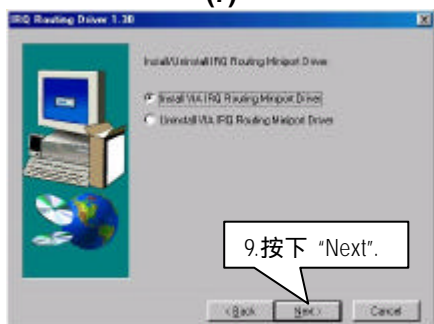 IRQ Routing Driver 1.30
Install/Uninstall IRQ Routing Miniport Driver
Install VIA IRQ Routing Miniport Driver
Uninstall VIA IRQ Routing Miniport Driver
9.按下 “Next”.
< Back Next > Cancel